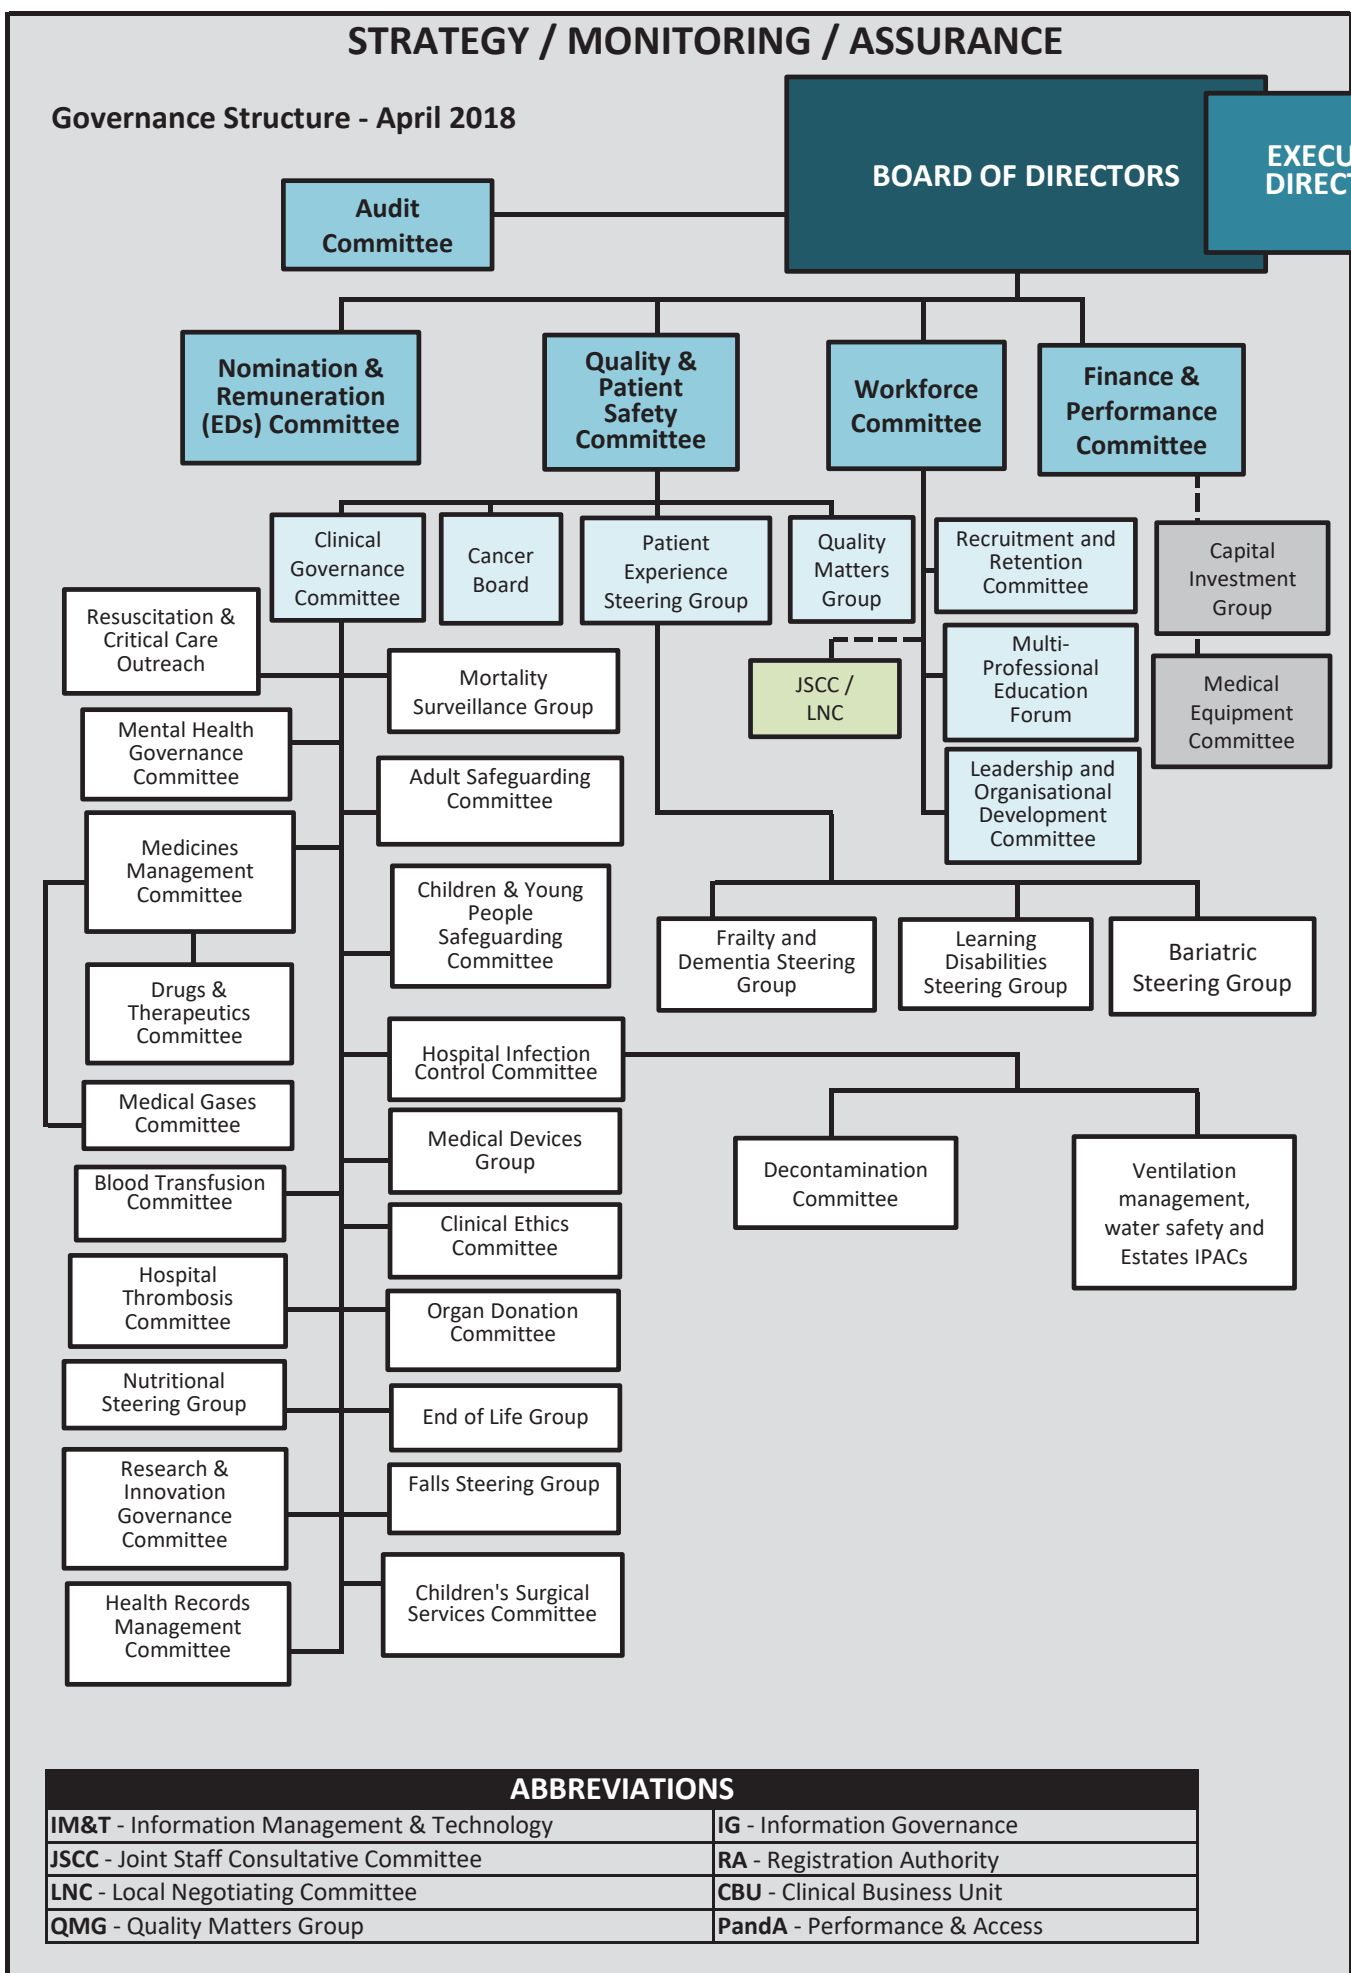 STRATEGY / MONITORING / ASSURANCE
Governance Structure - April 2018
BOARD OF DIRECTORS
EXECU
DIRECT
Audit
Committee
Nomination &
Remuneration
(EDs) Committee
Quality &
Patient
Safety
Committee
Workforce
Committee
Finance &
Performance
Committee
Clinical
Governance
Committee
Cancer
Board
Patient
Experience
Steering Group
Quality
Matters
Group
Recruitment and
Retention
Committee
Capital
Investment
Group
Resuscitation &
Critical Care
Outreach
Mortality
Surveillance Group
JSCC /
LNC
Multi-
Professional
Education
Forum
Medical
Equipment
Committee
Mental Health
Governance
Committee
Adult Safeguarding
Committee
Leadership and
Organisational
Development
Committee
Medicines
Management
Committee
Children & Young
People
Safeguarding
Committee
Frailty and
Dementia Steering
Group
Learning
Disabilities
Steering Group
Bariatric
Steering Group
Drugs &
Therapeutics
Committee
Hospital Infection
Control Committee
Medical Gases
Committee
Medical Devices
Group
Decontamination
Committee
Ventilation
management,
water safety and
Estates IPACs
Blood Transfusion
Committee
Clinical Ethics
Committee
Hospital
Thrombosis
Committee
Organ Donation
Committee
Nutritional
Steering Group
End of Life Group
Research &
Innovation
Governance
Committee
Falls Steering Group
Health Records
Management
Committee
Children's Surgical
Services Committee
ABBREVIATIONS
IM&T - Information Management & Technology
IG - Information Governance
JSCC - Joint Staff Consultative Committee
RA - Registration Authority
LNC - Local Negotiating Committee
CBU - Clinical Business Unit
QMG - Quality Matters Group
PandA - Performance & Access